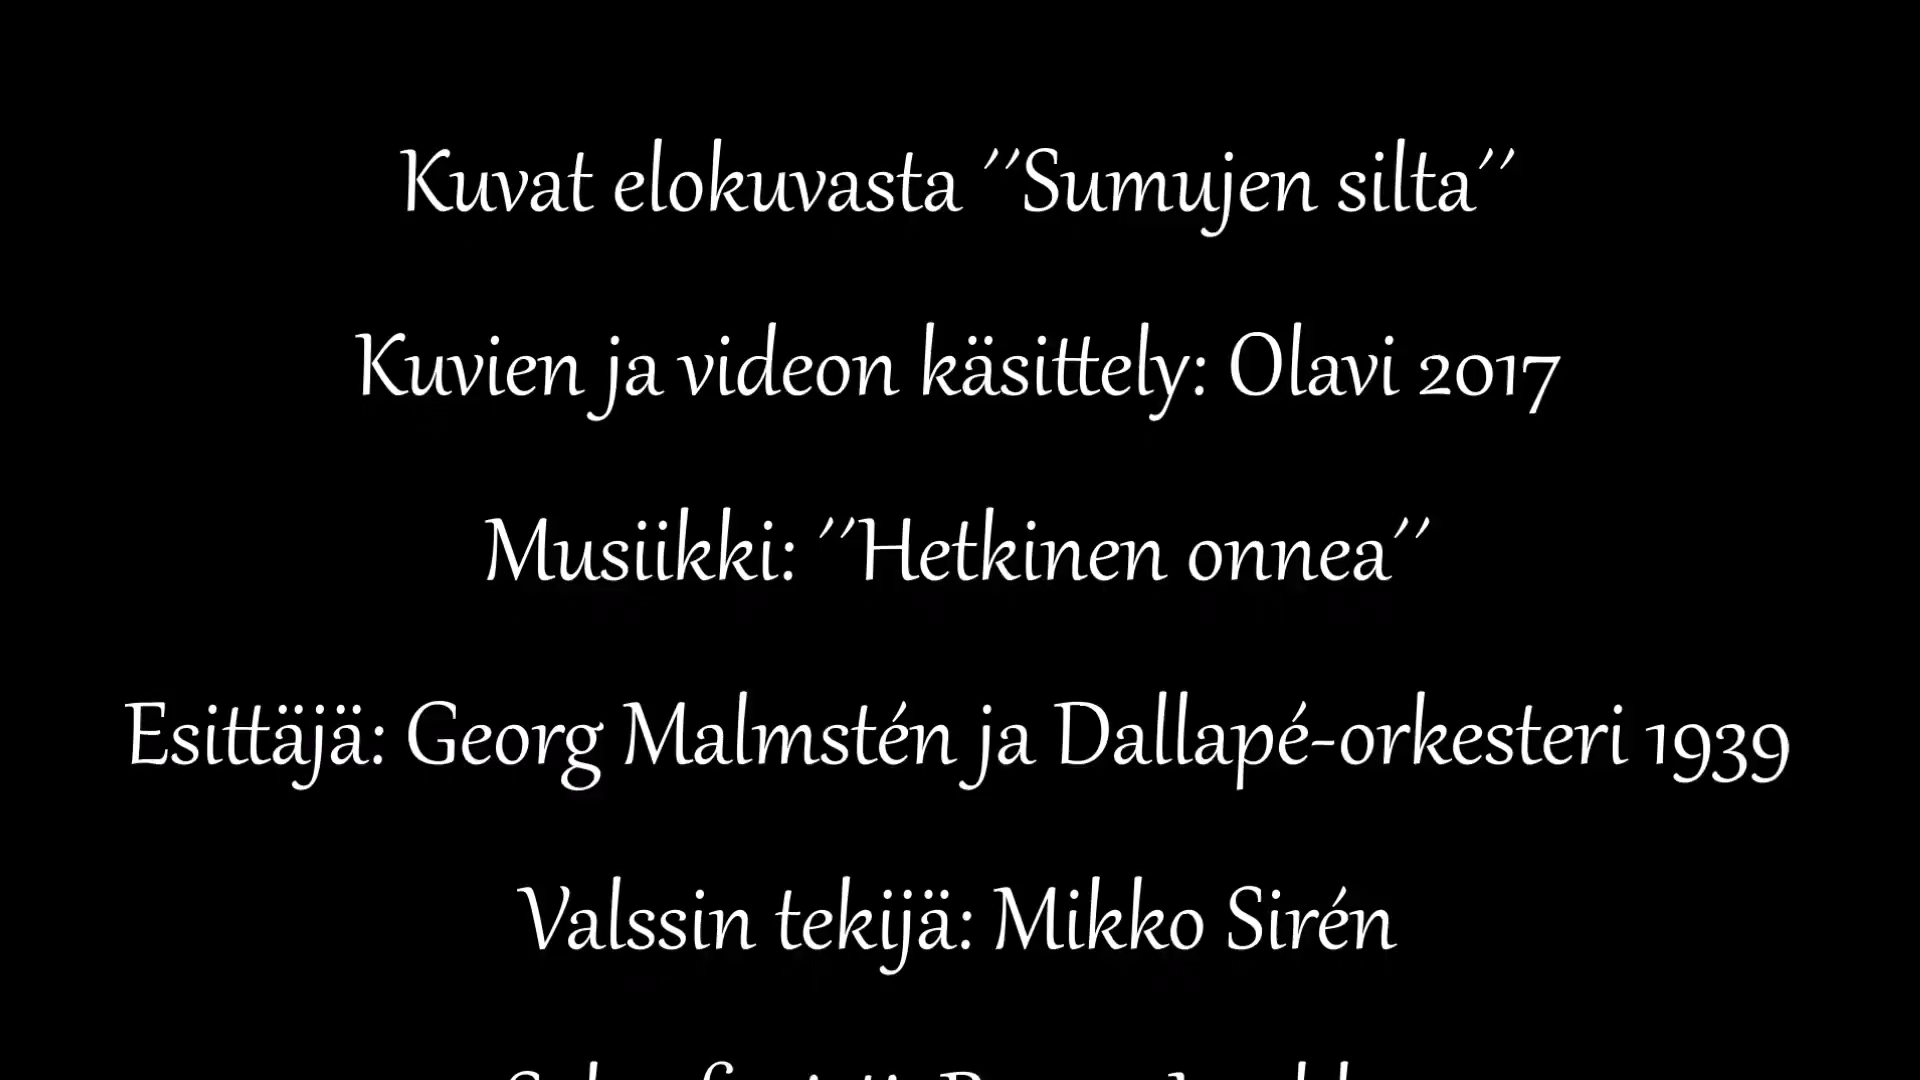 Kuvat elokuvasta ´´Sumujen silta´´
Kuvien ja videon käsittely: Olavi 2017
Musiikki: ´´Hetkinen onnea´´
Esittäjä: Georg Malmstén ja Dallapé-orkesteri 1939
Valssin tekijä: Mikko Sirén